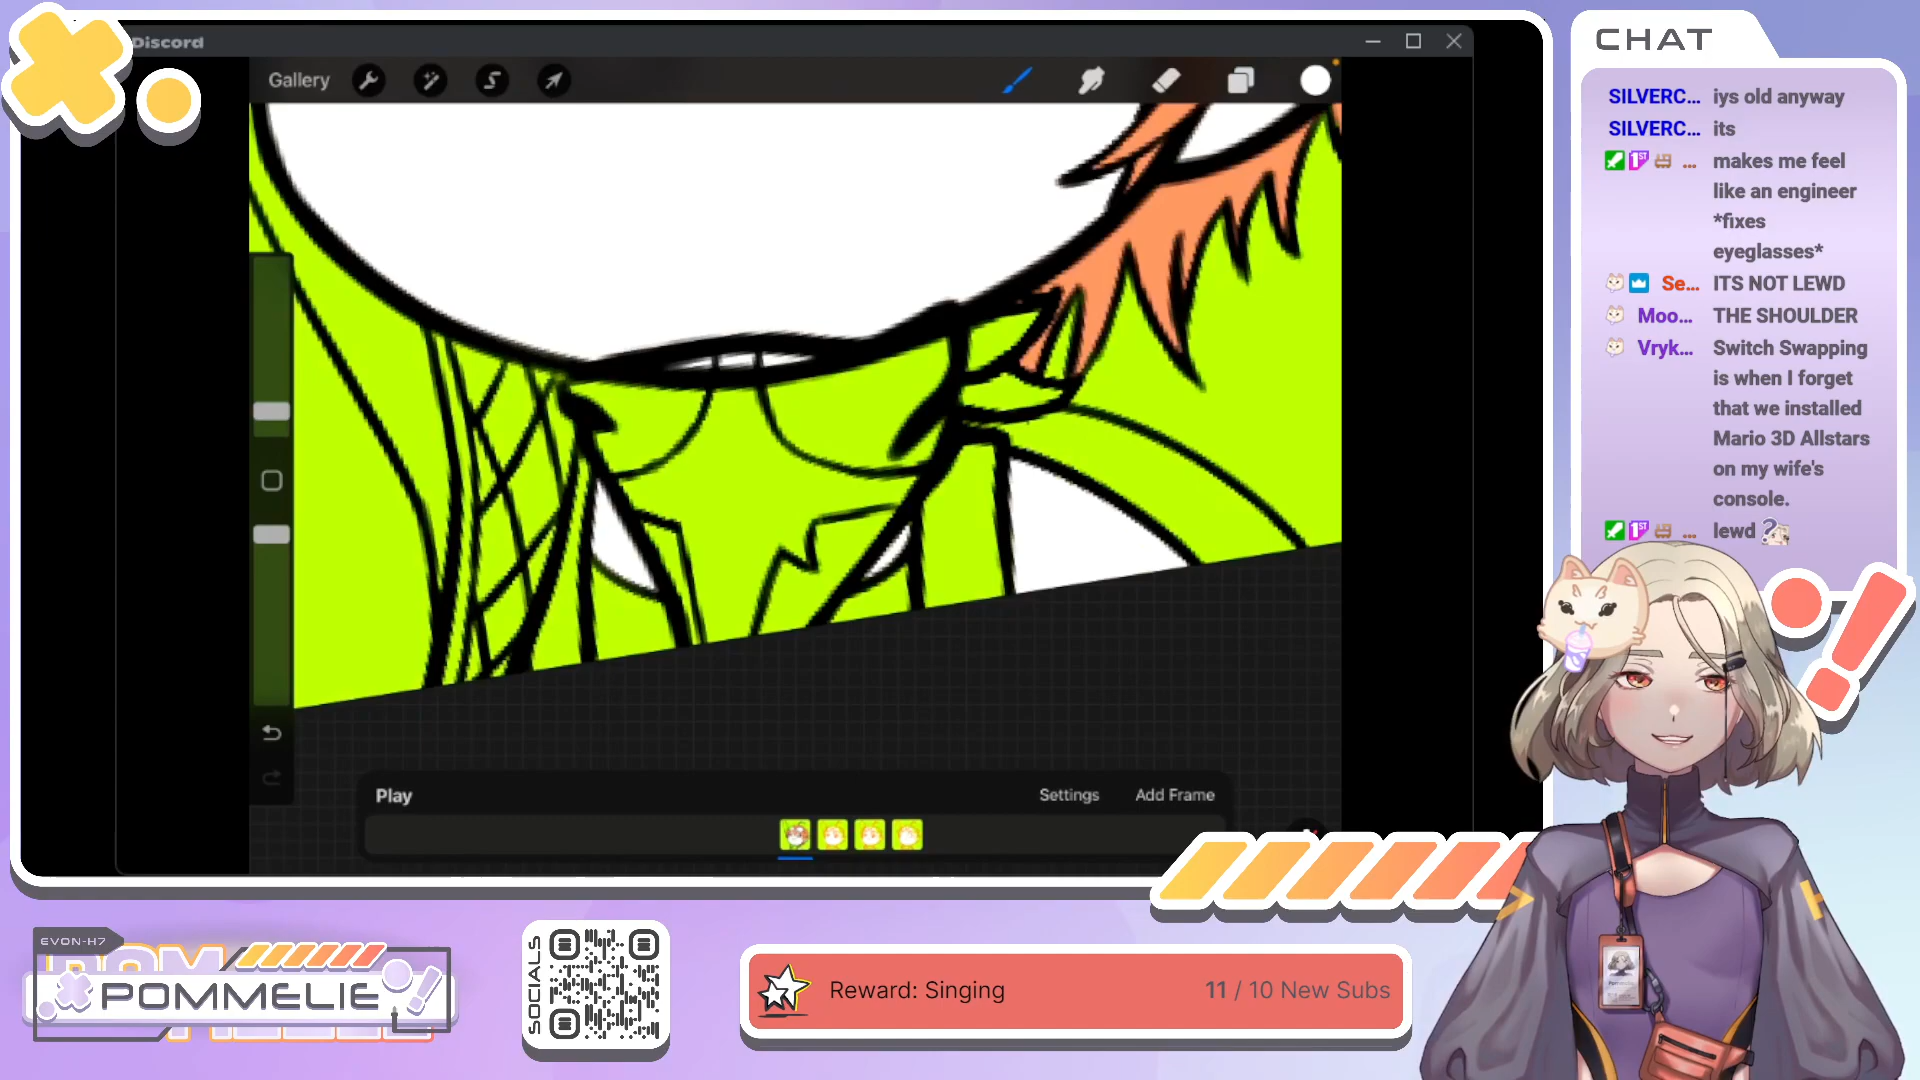 Discord
Gallery
Play
Settings
Add Frame
CHAT
SILVERC... iys old anyway
SILVERC... its
... makes me feel
like an engineer
*fixes
eyeglasses*
Se... ITS NOT LEWD
Moo... THE SHOULDER
Vryk... Switch Swapping
is when I forget
that we installed
Mario 3D Allstars
on my wife's
console.
... lewd
EVON-H7
POMMELIE
SOCIALS
Reward: Singing
11 / 10 New Subs